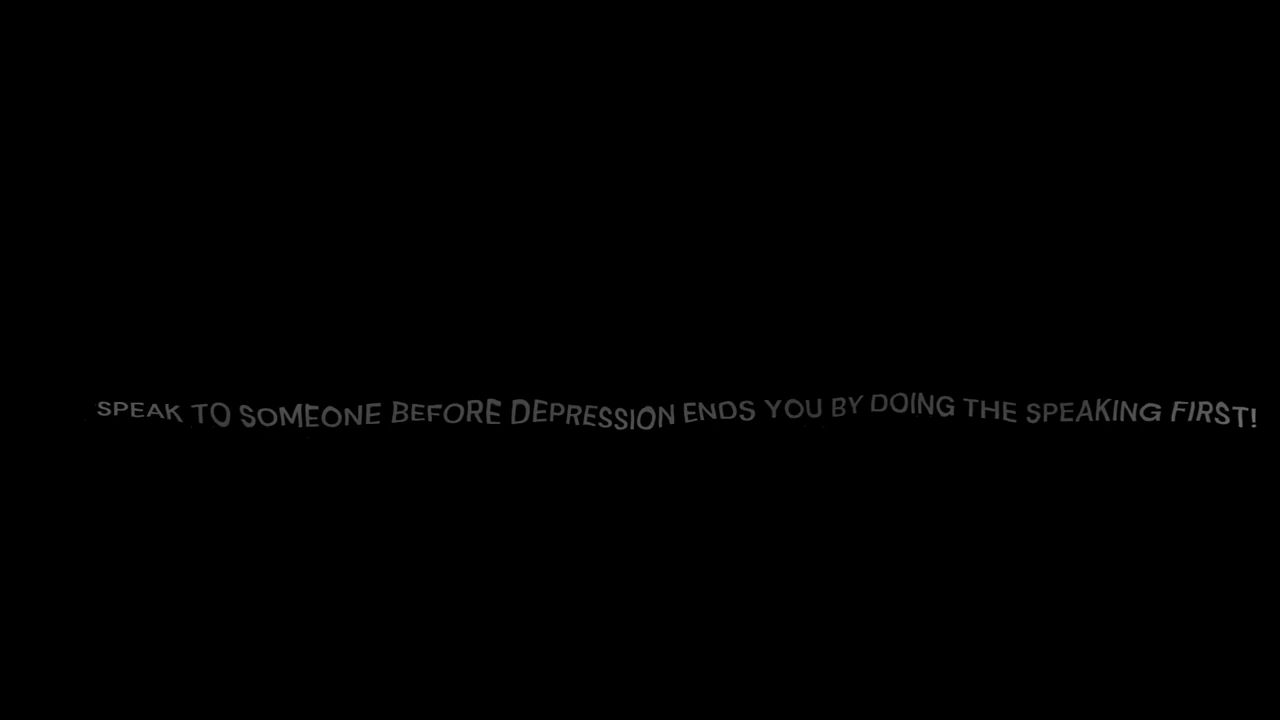 SPEAK TO SOMEONE BEFORE DEPRESSION ENDS YOU BY DOING THE SPEAKING FIRST!